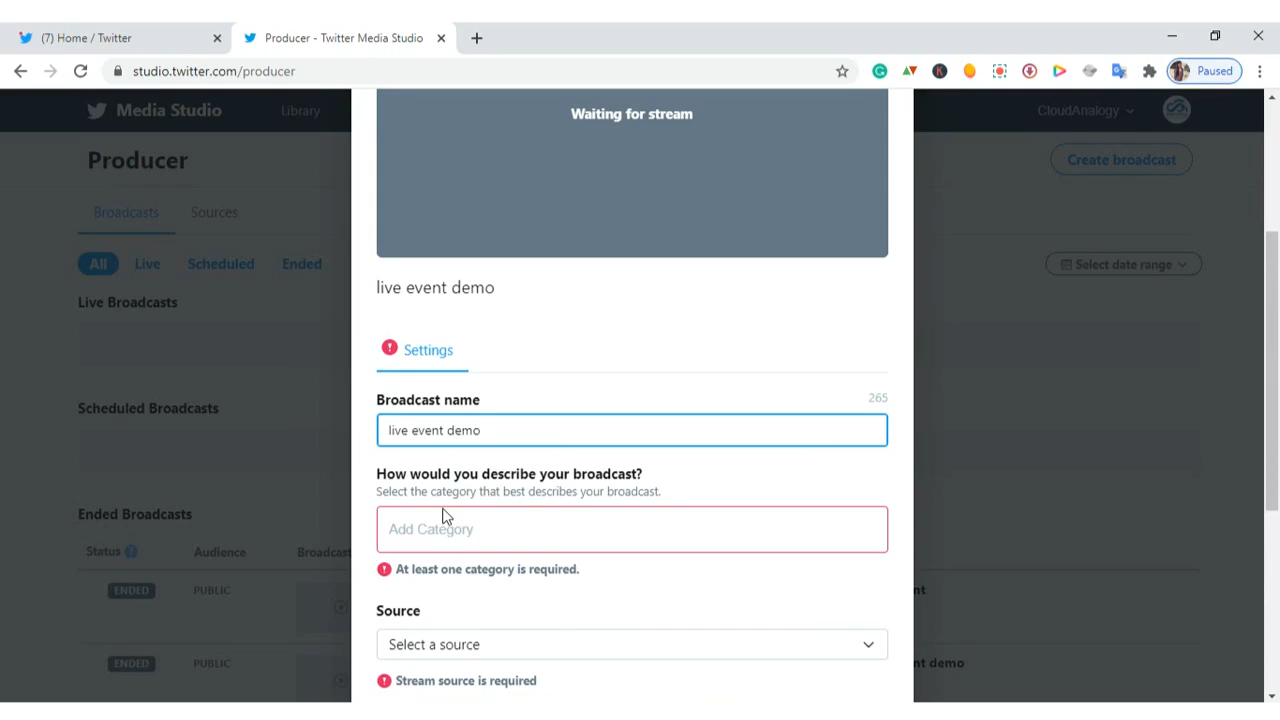 (7) Home / Twitter
Producer - Twitter Media Studio
studio.twitter.com/producer
Paused
Media Studio
Library
CloudAnalogy
Producer
Create broadcast
Broadcasts
Sources
All
Live
Scheduled
Ended
Select date range
Live Broadcasts
Scheduled Broadcasts
Ended Broadcasts
Status
Audience
Broadcast
ENDED
PUBLIC
nt
ENDED
PUBLIC
nt demo
Waiting for stream
live event demo
Settings
Broadcast name
265
live event demo
How would you describe your broadcast?
Select the category that best describes your broadcast.
Add Category
At least one category is required.
Source
Select a source
Stream source is required